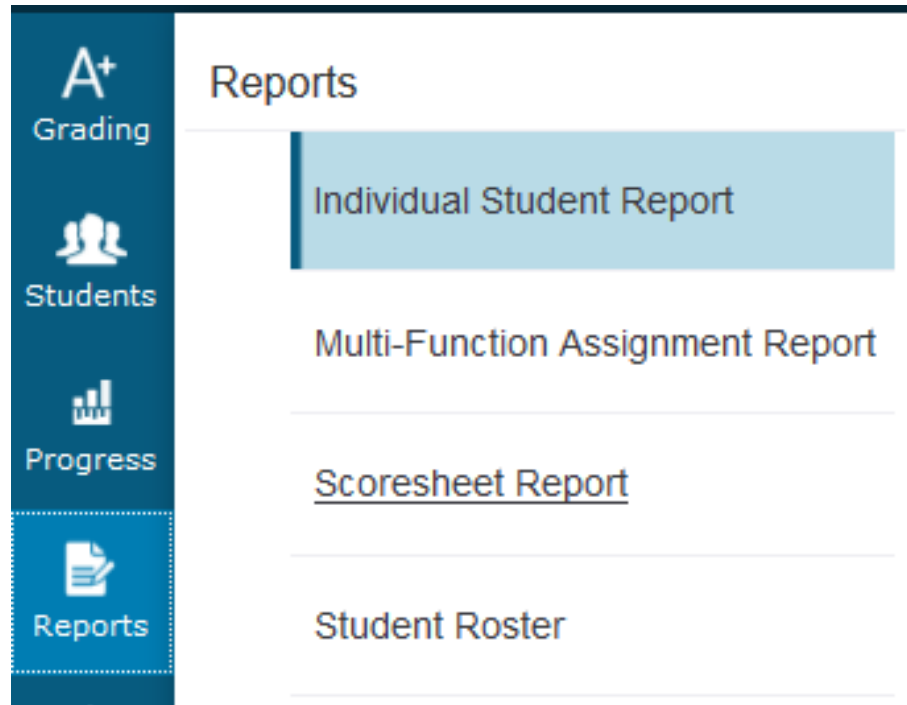 A+
Grading
Students
Progress
Reports
Reports
Individual Student Report
Multi-Function Assignment Report
Scoresheet Report
Student Roster